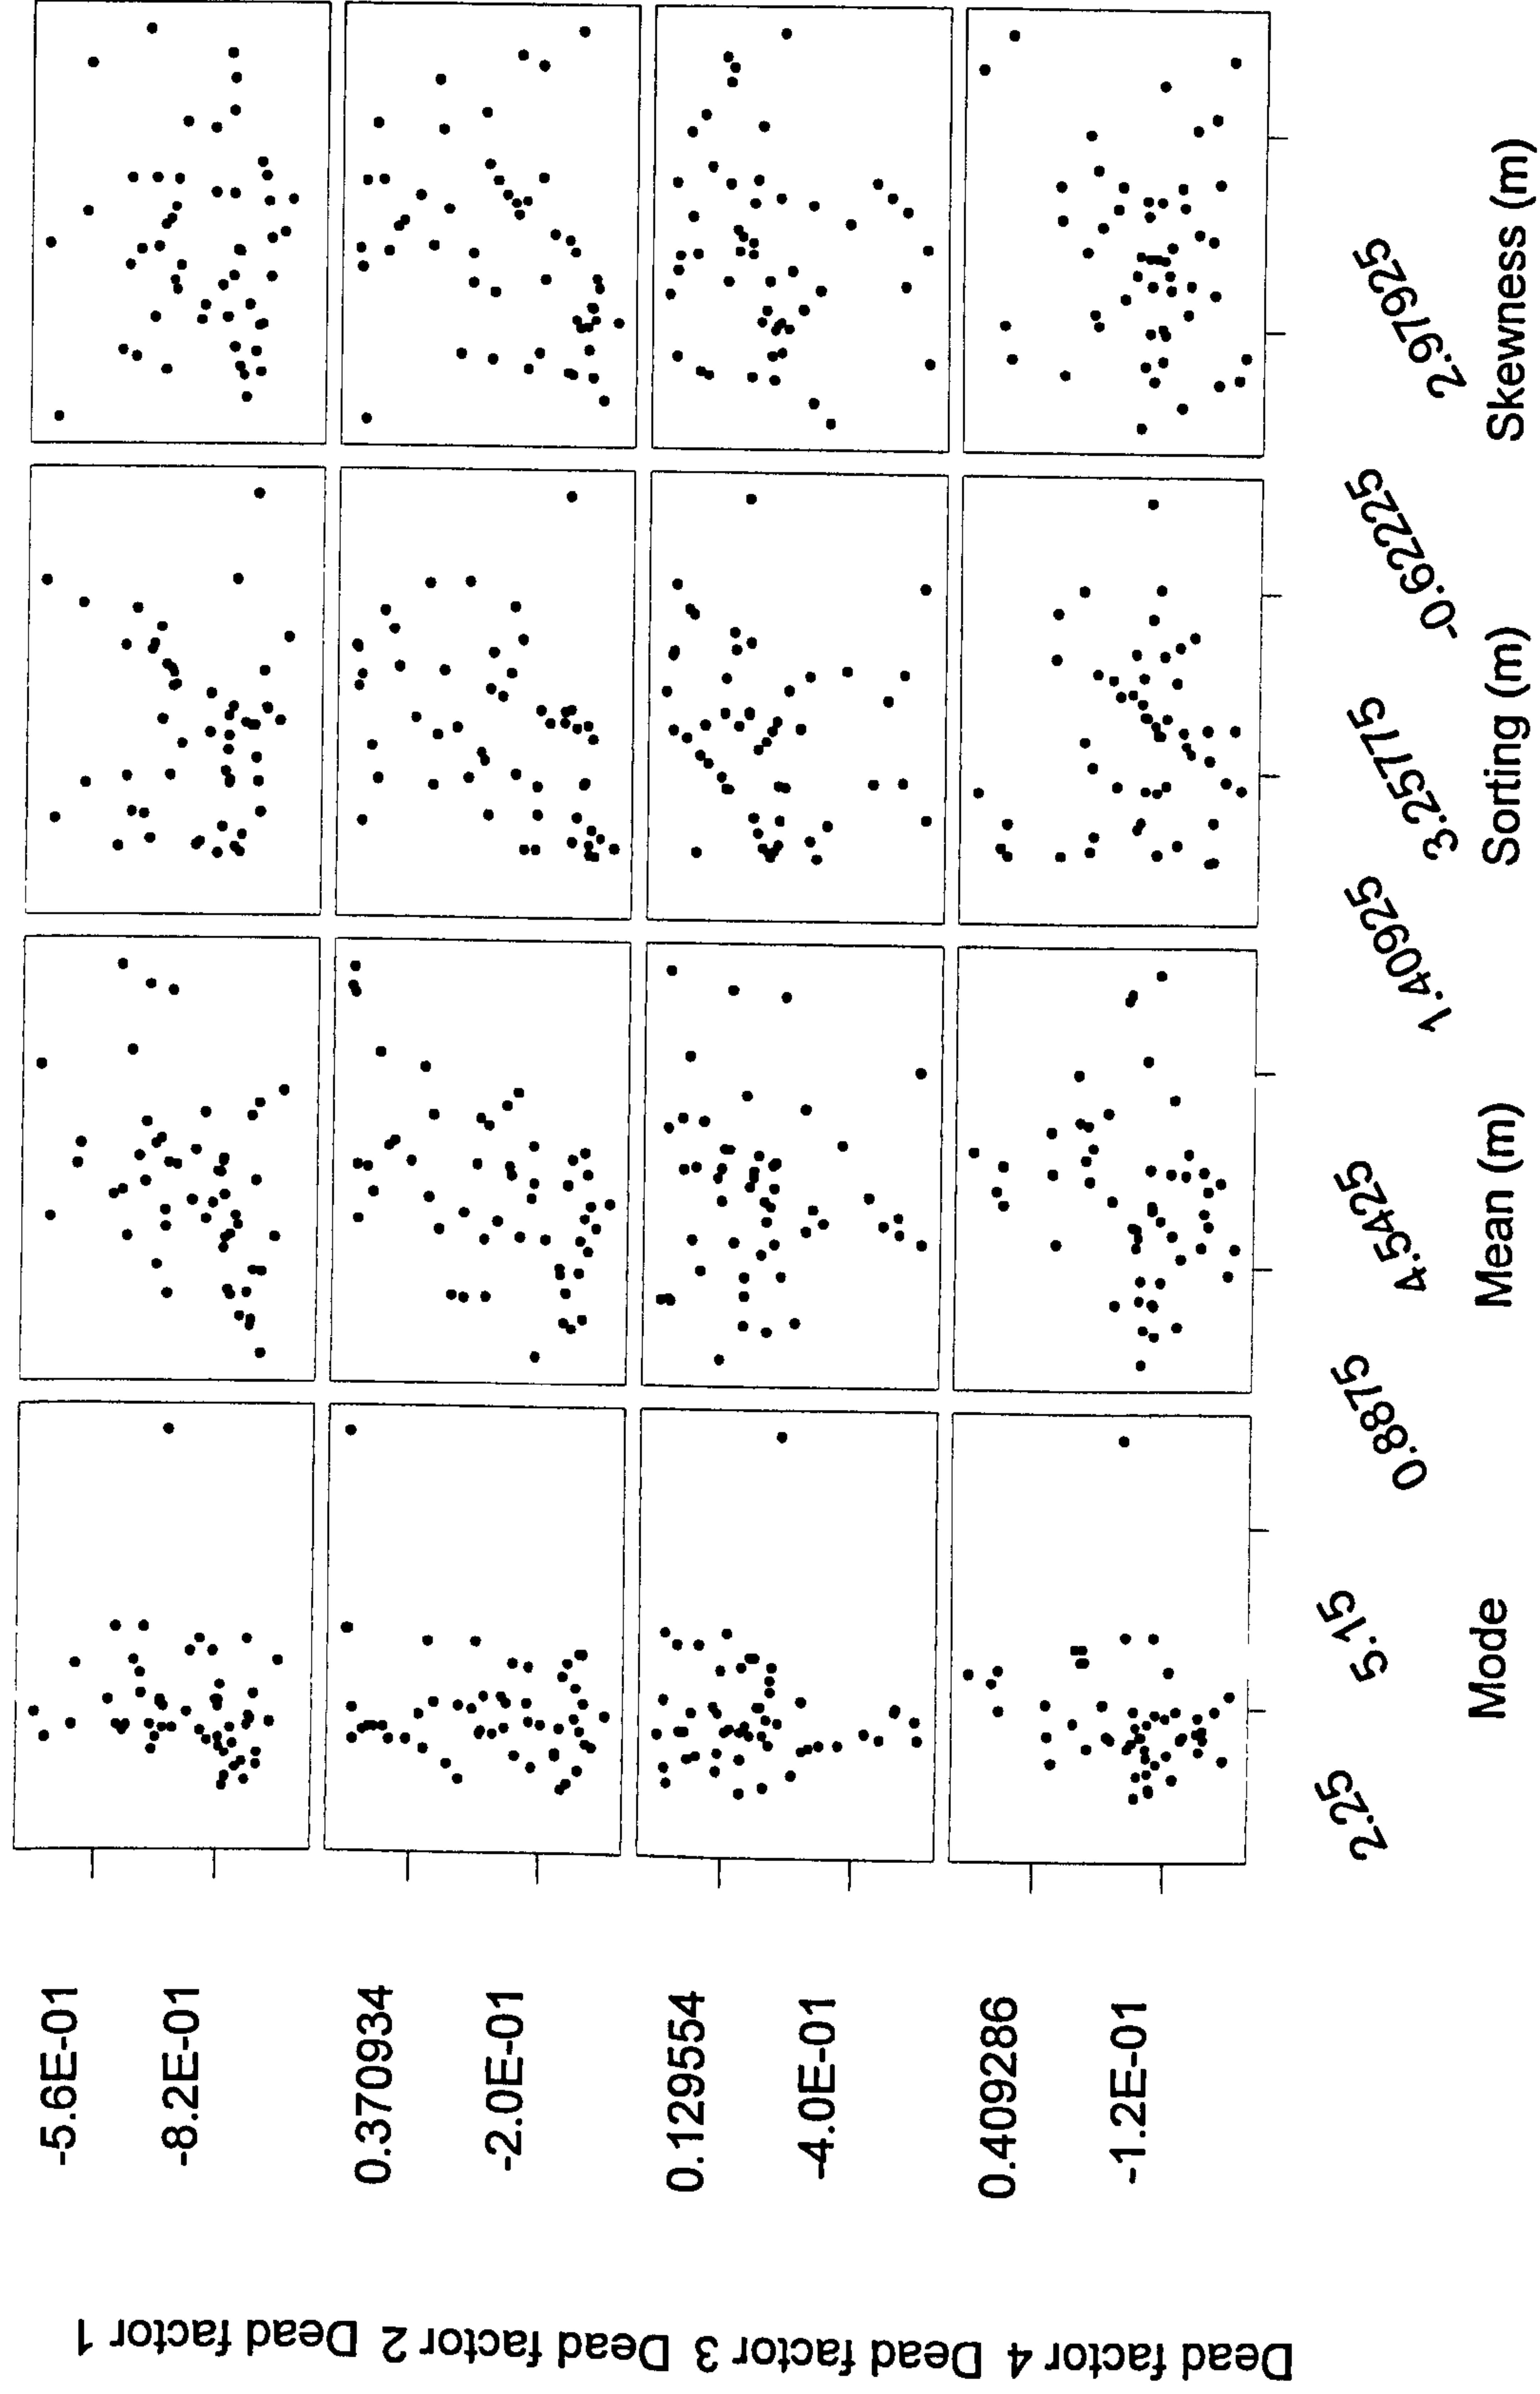 Dead factor 1
Dead factor 2
Dead factor 3
Dead factor 4
-5.6E-01
-8.2E-01
0.370934
-2.0E-01
0.129554
-4.0E-01
0.409286
-1.2E-01
2.25
5.15
0.8875
4.5425
1.40925
3.25775
-0.62225
2.97925
Mode
Mean (m)
Sorting (m)
Skewness (m)